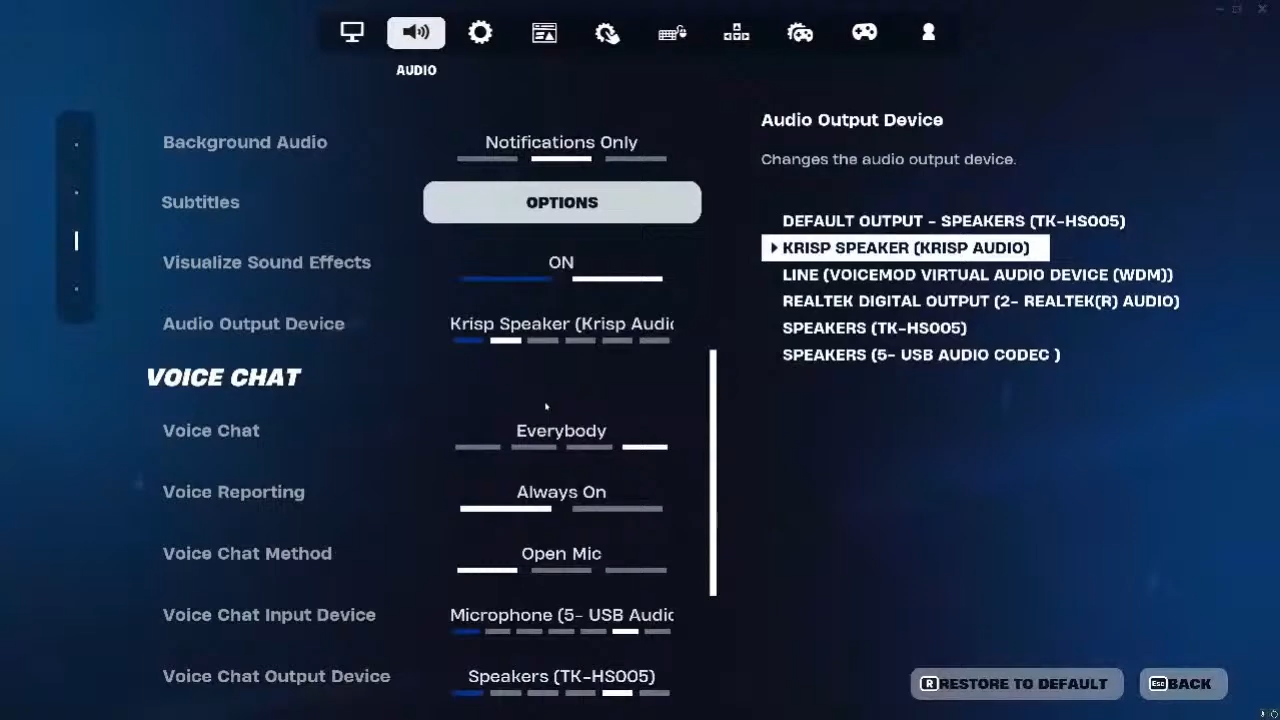 AUDIO
Background Audio
Notifications Only
Subtitles
OPTIONS
Visualize Sound Effects
ON
Audio Output Device
Krisp Speaker (Krisp Audi
VOICE CHAT
Voice Chat
Everybody
Voice Reporting
Always On
Voice Chat Method
Open Mic
Voice Chat Input Device
Microphone (5- USB Audi
Voice Chat Output Device
Speakers (TK-HS005)
Audio Output Device
Changes the audio output device.
DEFAULT OUTPUT - SPEAKERS (TK-HS005)
KRISP SPEAKER (KRISP AUDIO)
LINE (VOICEMOD VIRTUAL AUDIO DEVICE (WDM))
REALTEK DIGITAL OUTPUT (2- REALTEK(R) AUDIO)
SPEAKERS (TK-HS005)
SPEAKERS (5- USB AUDIO CODEC )
R RESTORE TO DEFAULT
Esc BACK